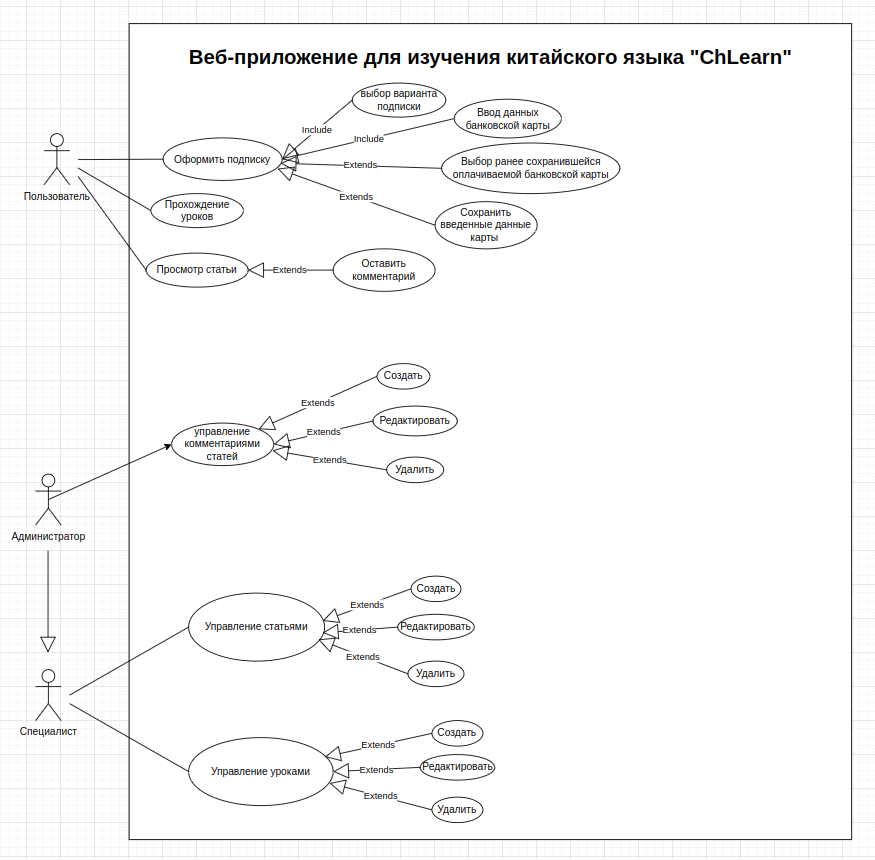 Веб-приложение для изучения китайского языка "ChLearn"
выбор варианта
подписки
Include
Ввод данных
банковской карты
Include
Оформить подписку
Extends
Выбор ранее сохранившейся
оплачиваемой банковской карты
Пользователь
Extends
Прохождение
уроков
Сохранить
введенные данные
карты
Просмотр статьи
Extends
Оставить
комментарий
Создать
Extends
Редактировать
Extends
управление
комментариями
статей
Extends
Удалить
Администратор
Создать
Extends
Управление статьями
Extends
Редактировать
Extends
Удалить
Специалист
Создать
Extends
Управление уроками
Extends
Редактировать
Extends
Удалить